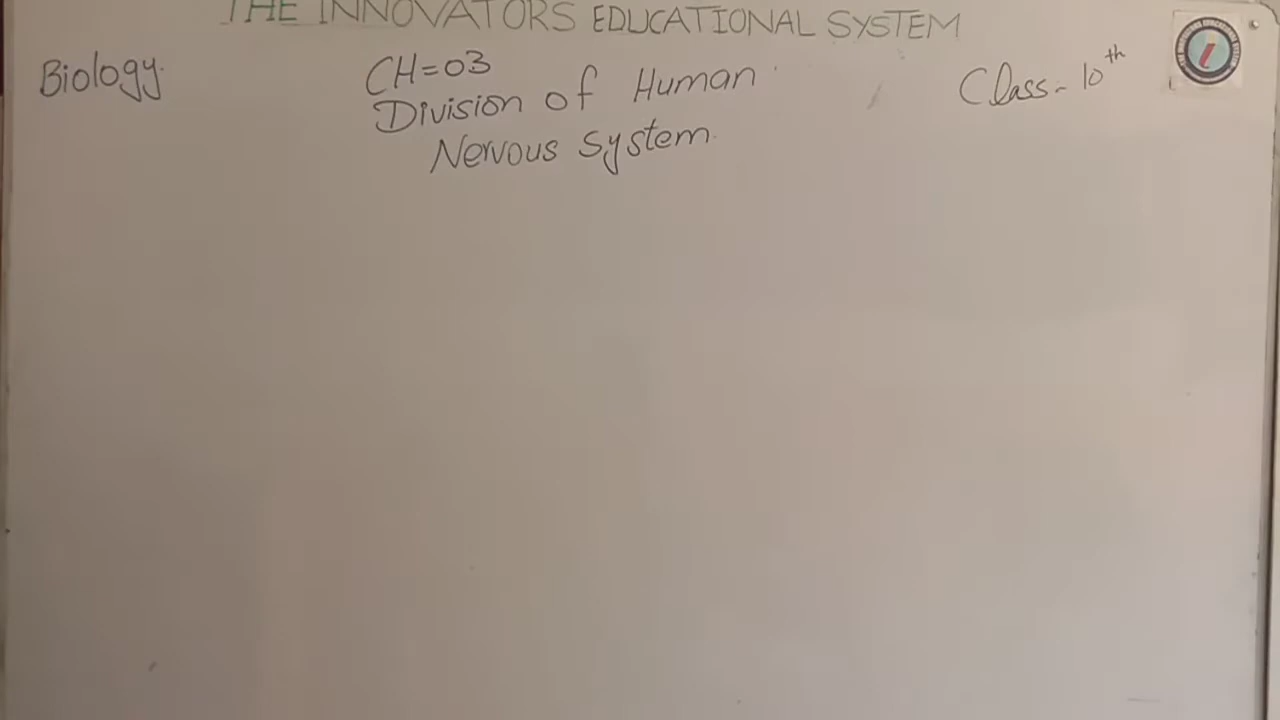 THE INNOVATORS EDUCATIONAL SYSTEM
Biology.
CH=03
Division of Human
Nervous System.
Class- 10th